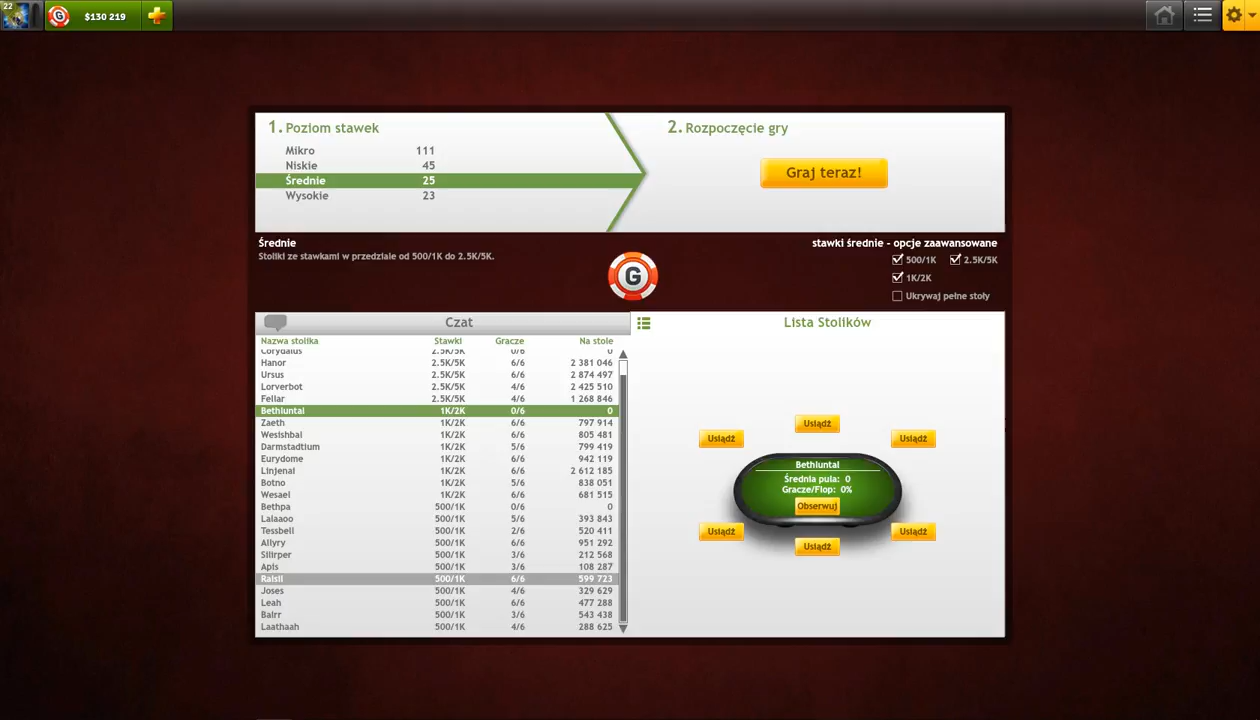 22
$130 219
1. Poziom stawek
Mikro 111
Niskie 45
Średnie 25
Wysokie 23
2. Rozpoczęcie gry
Graj teraz!
Średnie
Stoliki ze stawkami w przedziale od 500/1K do 2.5K/5K.
G
stawki średnie - opcje zaawansowane
500/1K 2.5K/5K
1K/2K
Ukrywaj pełne stoły
Czat
Nazwa stolika Stawki Gracze Na stole
Corydalus 2.5K/5K 0/6 0
Hanor 2.5K/5K 6/6 2 381 046
Ursus 2.5K/5K 6/6 2 874 497
Lorverbot 2.5K/5K 4/6 2 425 510
Fellar 2.5K/5K 4/6 1 268 846
Bethluntal 1K/2K 0/6 0
Zaeth 1K/2K 6/6 797 914
Wesishbal 1K/2K 6/6 805 481
Darmstadtium 1K/2K 5/6 799 419
Eurydome 1K/2K 6/6 942 119
Linjenal 1K/2K 6/6 2 612 185
Botno 1K/2K 5/6 838 051
Wesael 1K/2K 6/6 681 515
Bethpa 500/1K 0/6 0
Lalaaoo 500/1K 5/6 393 843
Tessbell 500/1K 2/6 520 411
Allyry 500/1K 6/6 951 292
Silirper 500/1K 3/6 212 568
Apis 500/1K 3/6 108 287
Raisil 500/1K 6/6 599 723
Joses 500/1K 4/6 329 629
Leah 500/1K 6/6 477 288
Balrr 500/1K 3/6 543 438
Laathaah 500/1K 4/6 288 625
Lista Stolików
Usiądź
Usiądź
Usiądź
Bethluntal
Średnia pula: 0
Gracze/Flop: 0%
Obserwuj
Usiądź
Usiądź
Usiądź